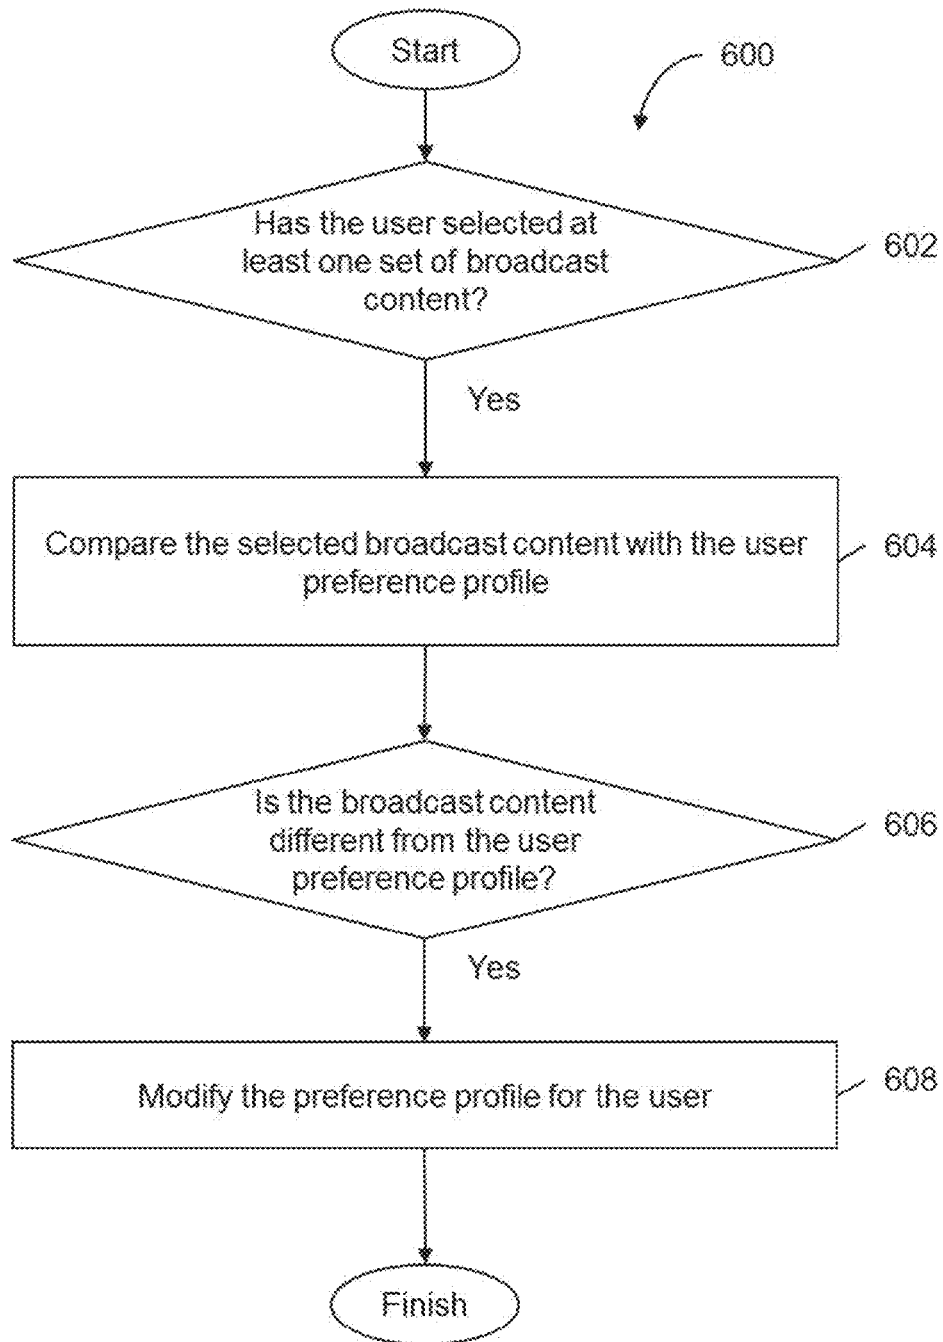 Start
600
Has the user selected at
least one set of broadcast
content?
602
Yes
Compare the selected broadcast content with the user
preference profile
604
Is the broadcast content
different from the user
preference profile?
606
Yes
Modify the preference profile for the user
608
Finish